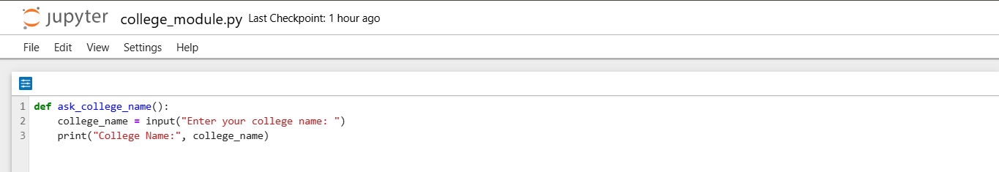 jupyter college_module.py Last Checkpoint: 1 hour ago
File Edit View Settings Help
1 def ask_college_name():
2     college_name = input("Enter your college name: ")
3     print("College Name:", college_name)